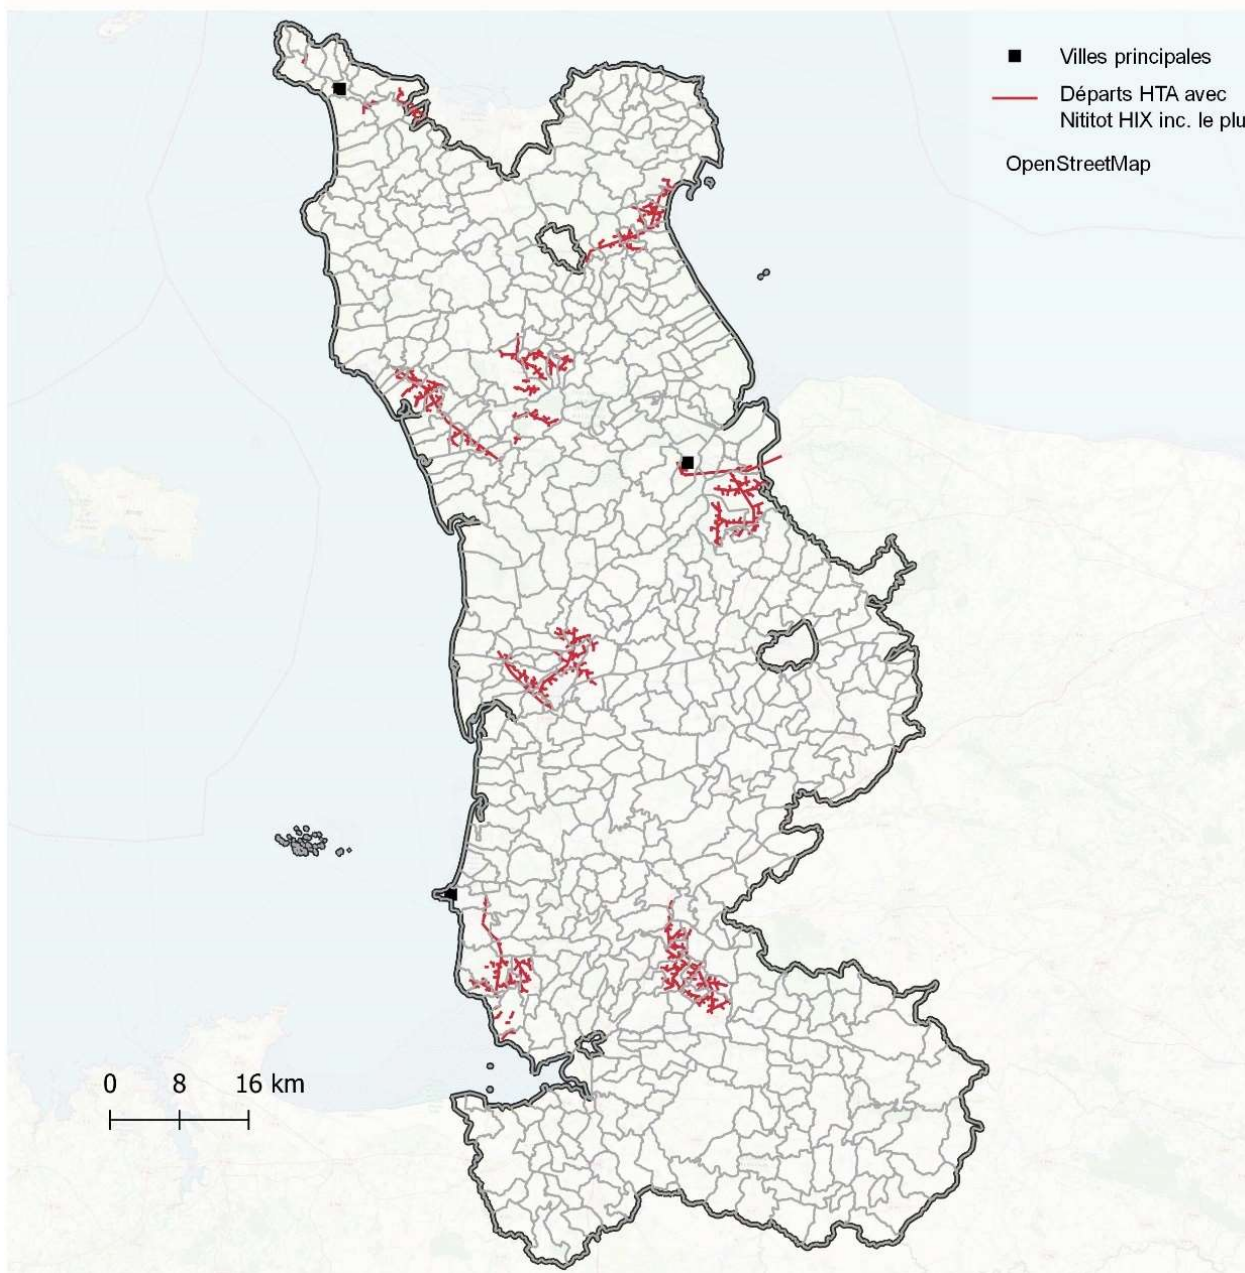 Villes principales
Départs HTA avec
Nititot HIX inc. le plu
OpenStreetMap
0 8 16 km